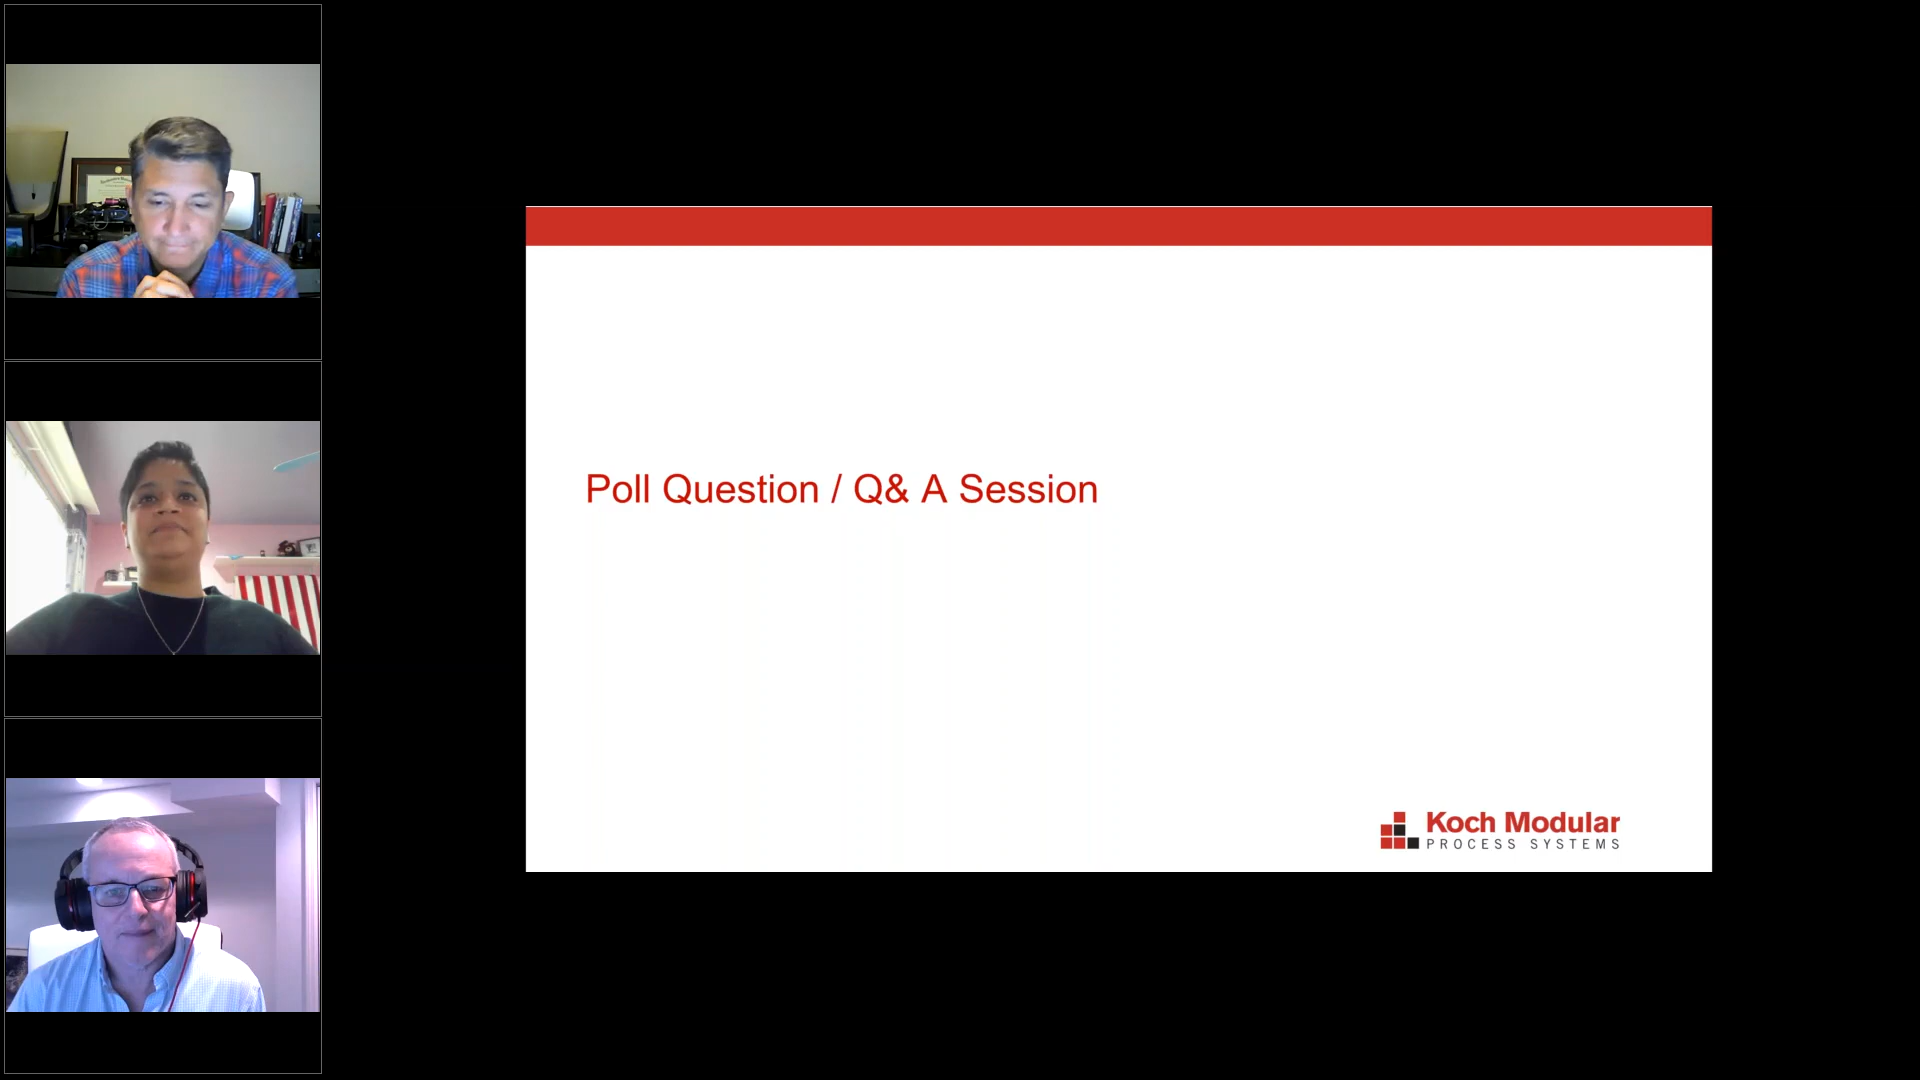 Poll Question / Q& A Session
Koch Modular
PROCESS SYSTEMS